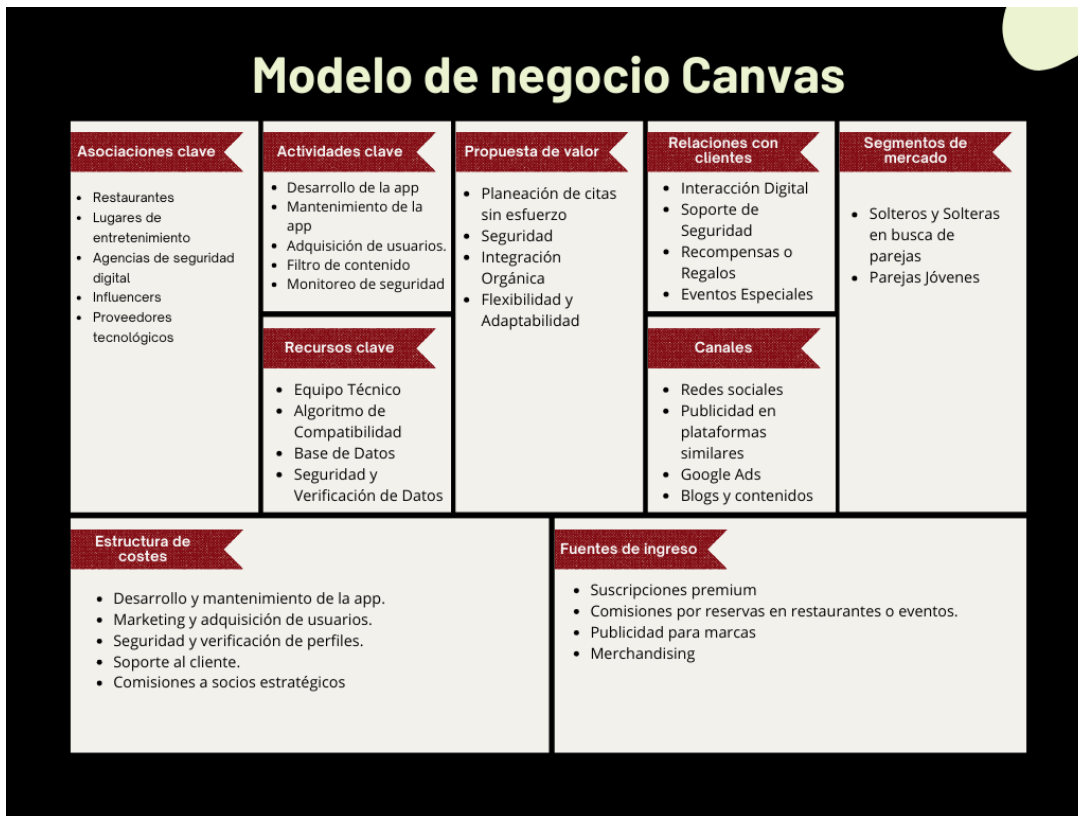 Modelo de negocio Canvas
Asociaciones clave
• Restaurantes
• Lugares de
entretenimiento
• Agencias de seguridad
digital
• Influencers
• Proveedores
tecnológicos
Actividades clave
• Desarrollo de la app
• Mantenimiento de la
app
• Adquisición de usuarios.
• Filtro de contenido
• Monitoreo de seguridad
Recursos clave
• Equipo Técnico
• Algoritmo de
Compatibilidad
• Base de Datos
• Seguridad y
Verificación de Datos
Propuesta de valor
• Planeación de citas
sin esfuerzo
• Seguridad
• Integración
Orgánica
• Flexibilidad y
Adaptabilidad
Relaciones con
clientes
• Interacción Digital
• Soporte de
Seguridad
• Recompensas o
Regalos
• Eventos Especiales
Canales
• Redes sociales
• Publicidad en
plataformas
similares
• Google Ads
• Blogs y contenidos
Segmentos de
mercado
• Solteros y Solteras
en busca de
parejas
• Parejas Jóvenes
Estructura de
costes
• Desarrollo y mantenimiento de la app.
• Marketing y adquisición de usuarios.
• Seguridad y verificación de perfiles.
• Soporte al cliente.
• Comisiones a socios estratégicos
Fuentes de ingreso
• Suscripciones premium
• Comisiones por reservas en restaurantes o eventos.
• Publicidad para marcas
• Merchandising